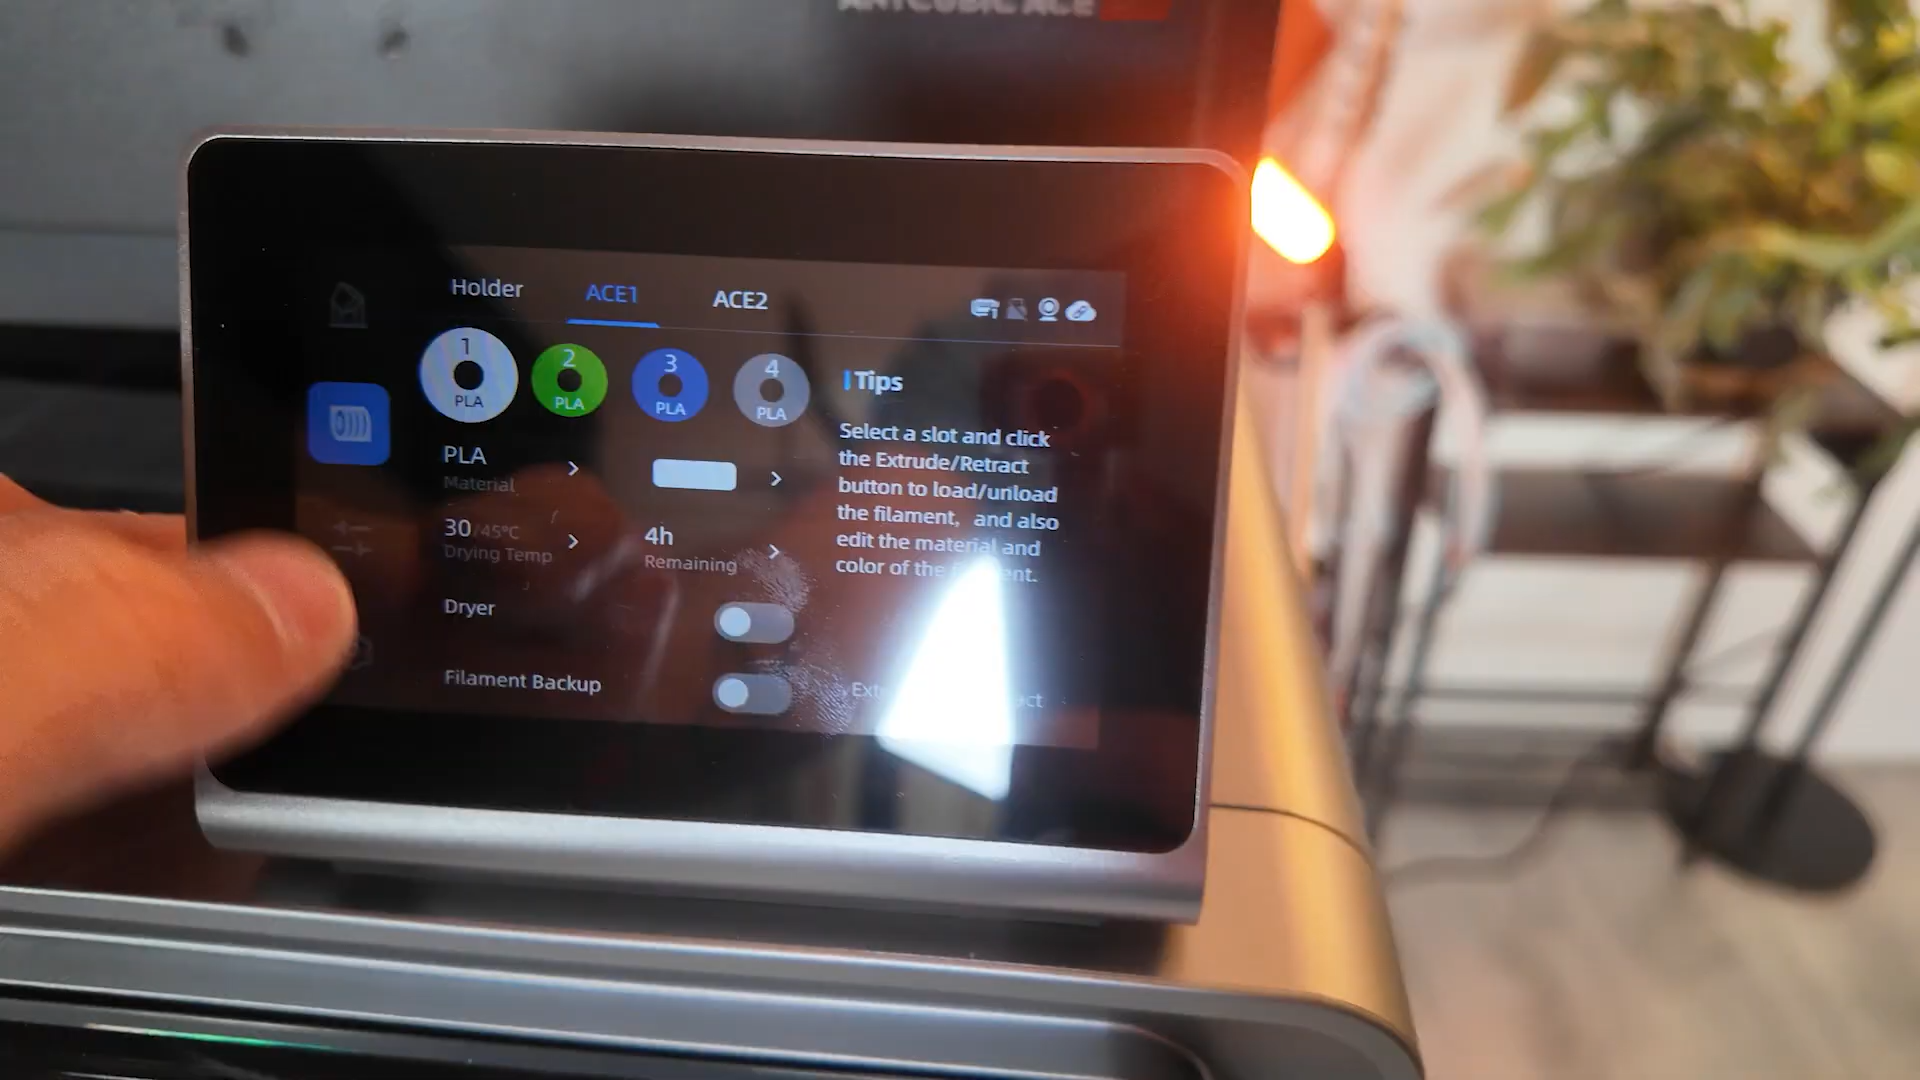 ANYCUBIC ACE
Holder ACE1 ACE2
1 2 3 4
PLA PLA PLA PLA
PLA
Material
30/45°C
Drying Temp
4h
Remaining
Dryer
Filament Backup
Tips
Select a slot and click
the Extrude/Retract
button to load/unload
the filament, and also
edit the material and
color of the